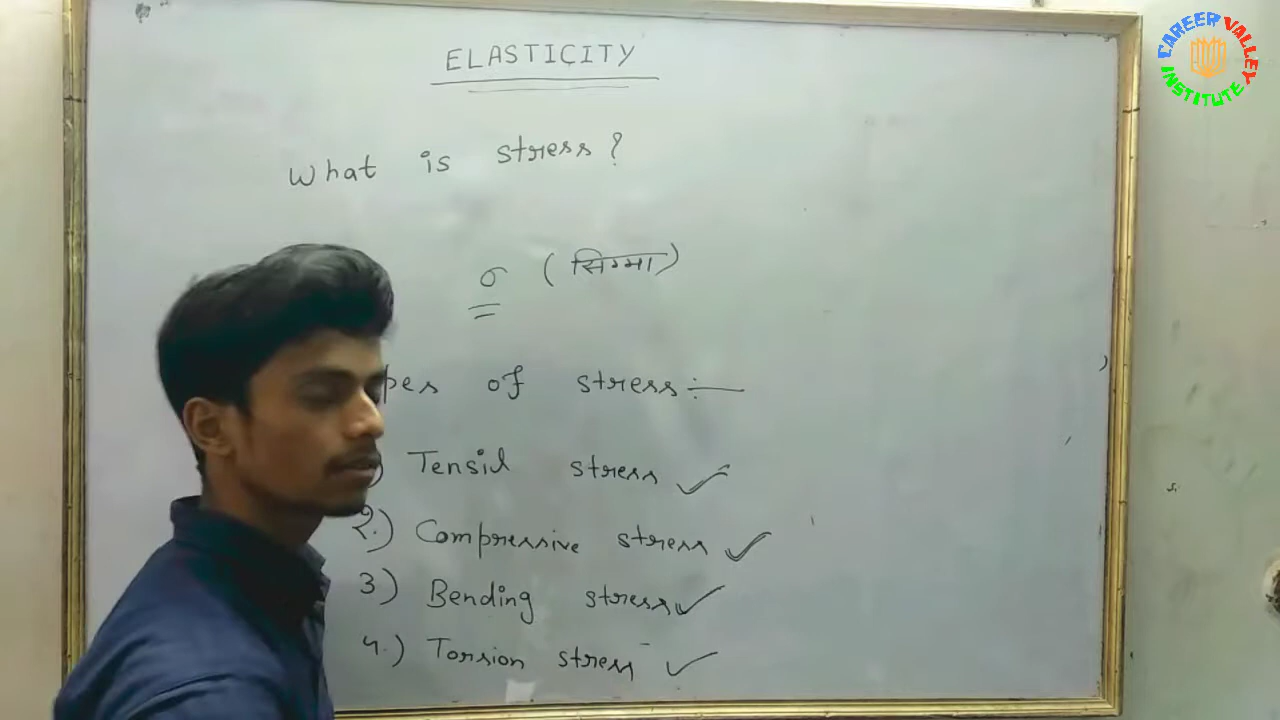 CAREER VALLEY INSTITUTE
ELASTICITY
What is stress?
σ (सिग्मा)
pes of stress:-
) Tensil stress ✓
2.) Compressive stress ✓
3) Bending stress ✓
4.) Torsion stress ✓